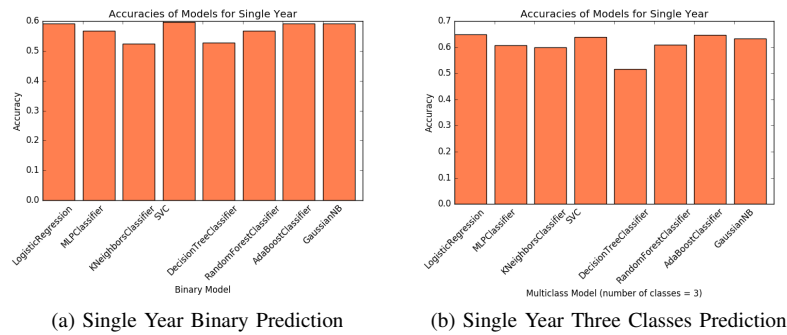 Accuracies of Models for Single Year
0.6
0.5
0.4
0.3
0.2
0.1
0.0
Accuracy
LogisticRegression
MLPClassifier
KNeighborsClassifier
SVC
DecisionTreeClassifier
RandomForestClassifier
AdaBoostClassifier
GaussianNB
Binary Model
(a) Single Year Binary Prediction
Accuracies of Models for Single Year
0.7
0.6
0.5
0.4
0.3
0.2
0.1
0.0
Accuracy
LogisticRegression
MLPClassifier
KNeighborsClassifier
SVC
DecisionTreeClassifier
RandomForestClassifier
AdaBoostClassifier
GaussianNB
Multiclass Model (number of classes = 3)
(b) Single Year Three Classes Prediction